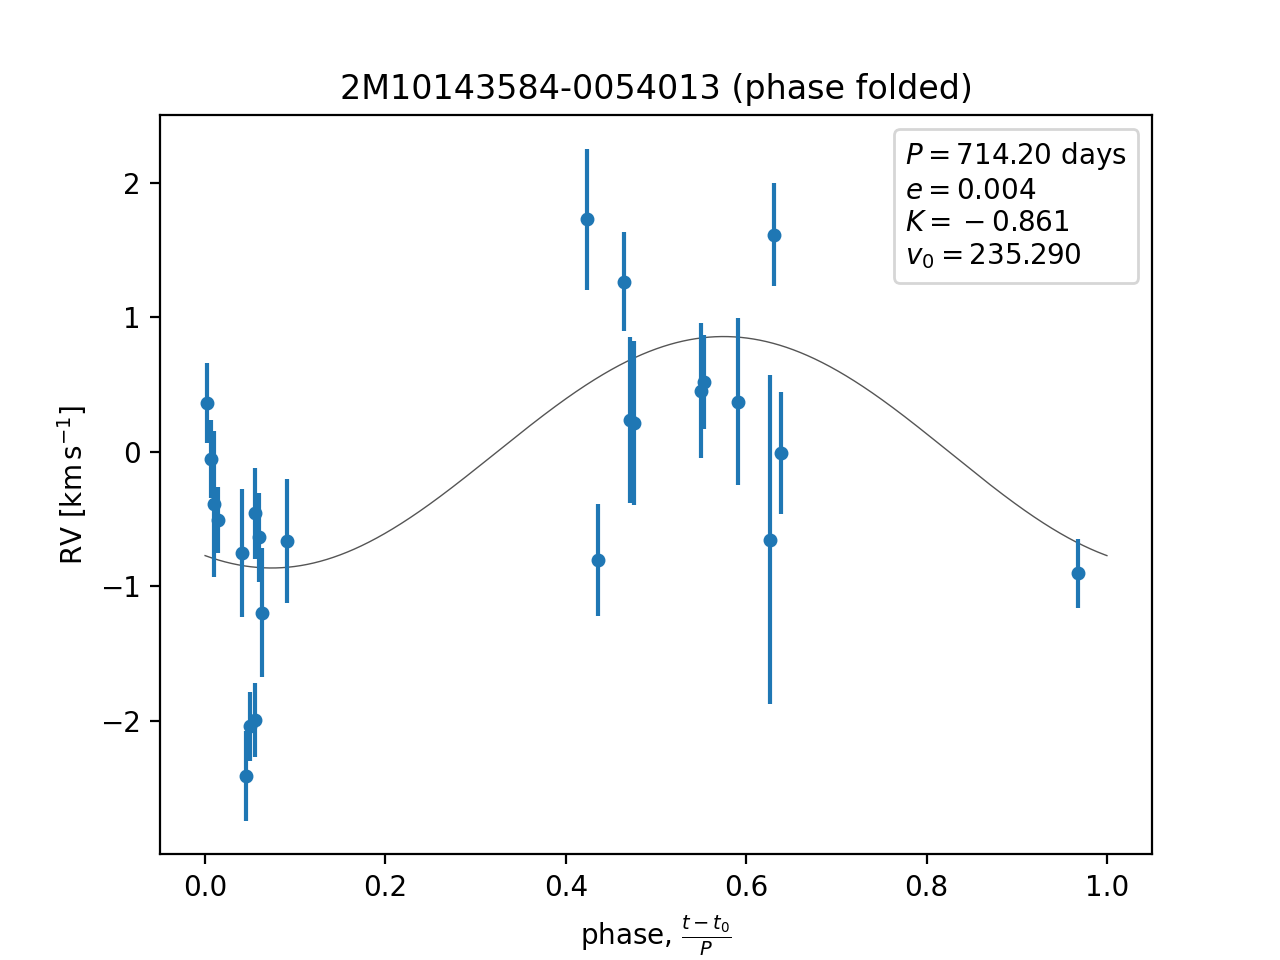 2M10143584-0054013 (phase folded)
P = 714.20 days
e = 0.004
K = −0.861
v₀ = 235.290
2
1
0
−1
−2
RV [km s⁻¹]
0.0 0.2 0.4 0.6 0.8 1.0
phase, (t − t₀)/P